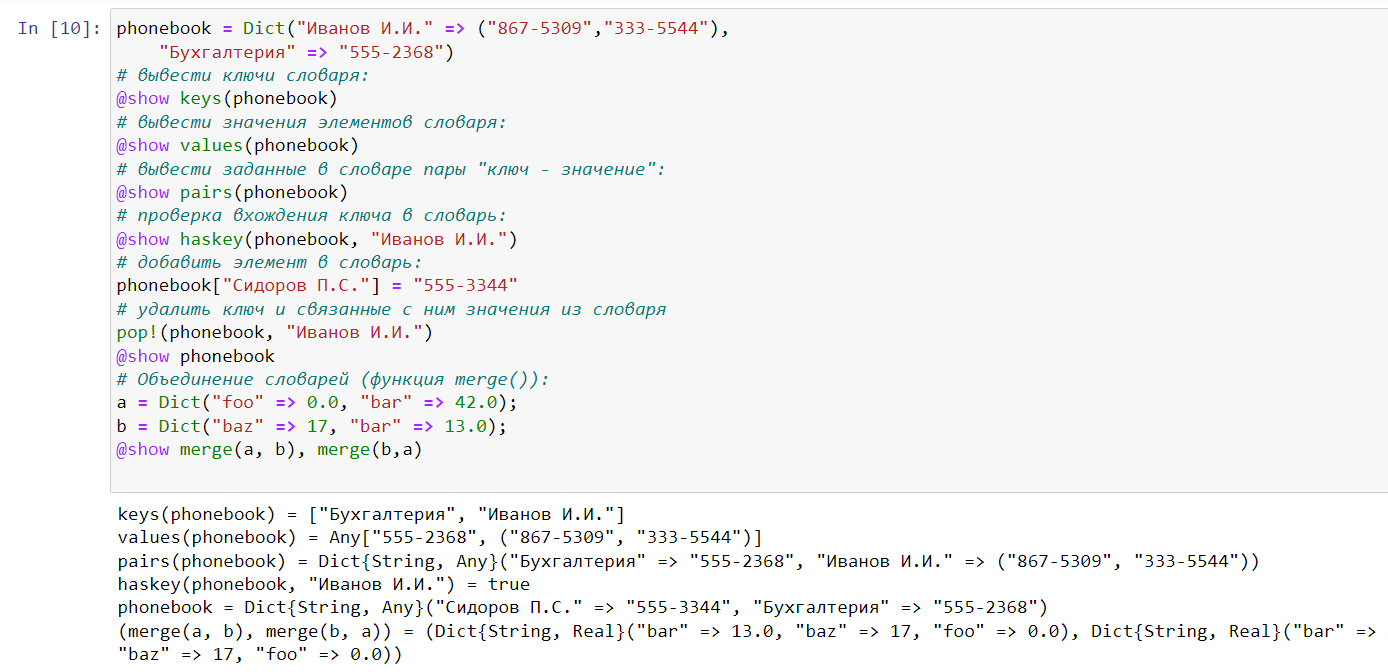 In [10]: phonebook = Dict("Иванов И.И." => ("867-5309","333-5544"),
    "Бухгалтерия" => "555-2368")
# вывести ключи словаря:
@show keys(phonebook)
# вывести значения элементов словаря:
@show values(phonebook)
# вывести заданные в словаре пары "ключ - значение":
@show pairs(phonebook)
# проверка вхождения ключа в словарь:
@show haskey(phonebook, "Иванов И.И.")
# добавить элемент в словарь:
phonebook["Сидоров П.С."] = "555-3344"
# удалить ключ и связанные с ним значения из словаря
pop!(phonebook, "Иванов И.И.")
@show phonebook
# Объединение словарей (функция merge()):
a = Dict("foo" => 0.0, "bar" => 42.0);
b = Dict("baz" => 17, "bar" => 13.0);
@show merge(a, b), merge(b,a)
keys(phonebook) = ["Бухгалтерия", "Иванов И.И."]
values(phonebook) = Any["555-2368", ("867-5309", "333-5544")]
pairs(phonebook) = Dict{String, Any}("Бухгалтерия" => "555-2368", "Иванов И.И." => ("867-5309", "333-5544"))
haskey(phonebook, "Иванов И.И.") = true
phonebook = Dict{String, Any}("Сидоров П.С." => "555-3344", "Бухгалтерия" => "555-2368")
(merge(a, b), merge(b, a)) = (Dict{String, Real}("bar" => 13.0, "baz" => 17, "foo" => 0.0), Dict{String, Real}("bar" =>
"baz" => 17, "foo" => 0.0))